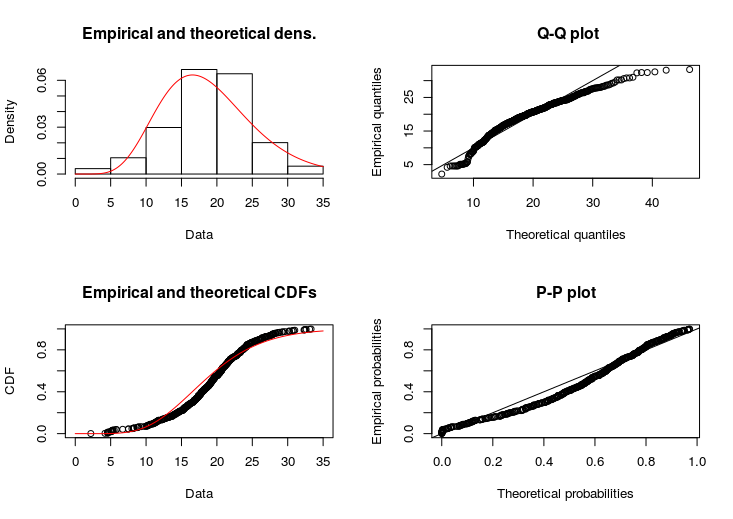 Empirical and theoretical dens.
Density
0.00 0.03 0.06
0 5 10 15 20 25 30 35
Data
Q-Q plot
Empirical quantiles
5 15 25
10 20 30 40
Theoretical quantiles
Empirical and theoretical CDFs
CDF
0.0 0.4 0.8
0 5 10 15 20 25 30 35
Data
P-P plot
Empirical probabilities
0.0 0.4 0.8
0.0 0.2 0.4 0.6 0.8 1.0
Theoretical probabilities